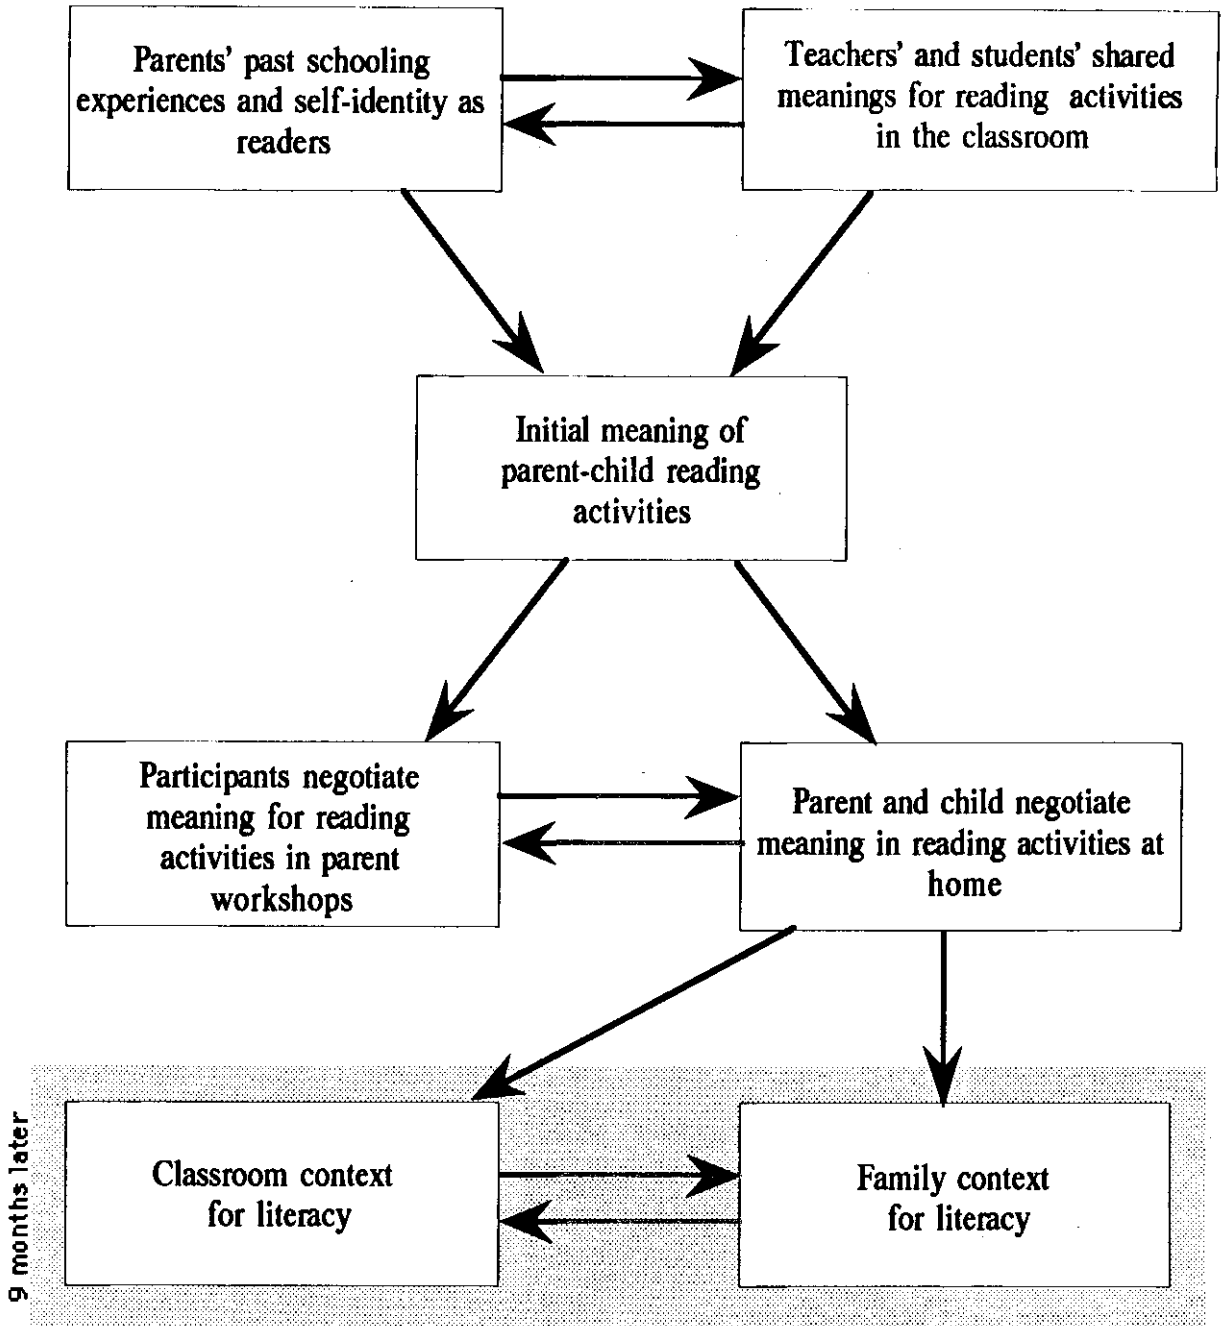 Parents' past schooling
experiences and self-identity as
readers
Teachers' and students' shared
meanings for reading activities
in the classroom
Initial meaning of
parent-child reading
activities
Participants negotiate
meaning for reading
activities in parent
workshops
Parent and child negotiate
meaning in reading activities at
home
9 months later
Classroom context
for literacy
Family context
for literacy